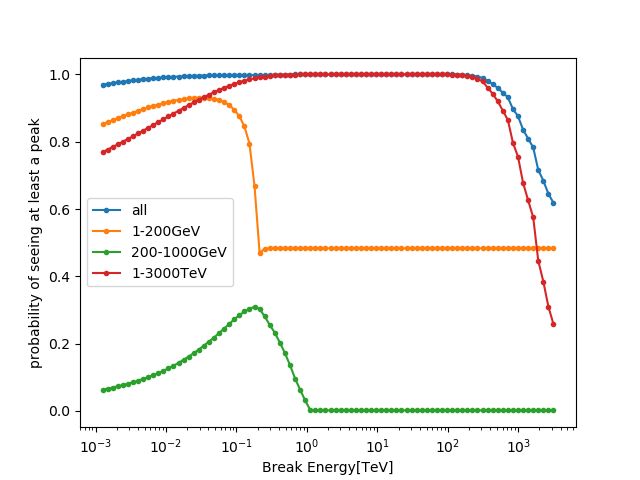 probability of seeing at least a peak
1.0
0.8
0.6
0.4
0.2
0.0
all
1-200GeV
200-1000GeV
1-3000TeV
10⁻³ 10⁻² 10⁻¹ 10⁰ 10¹ 10² 10³
Break Energy[TeV]